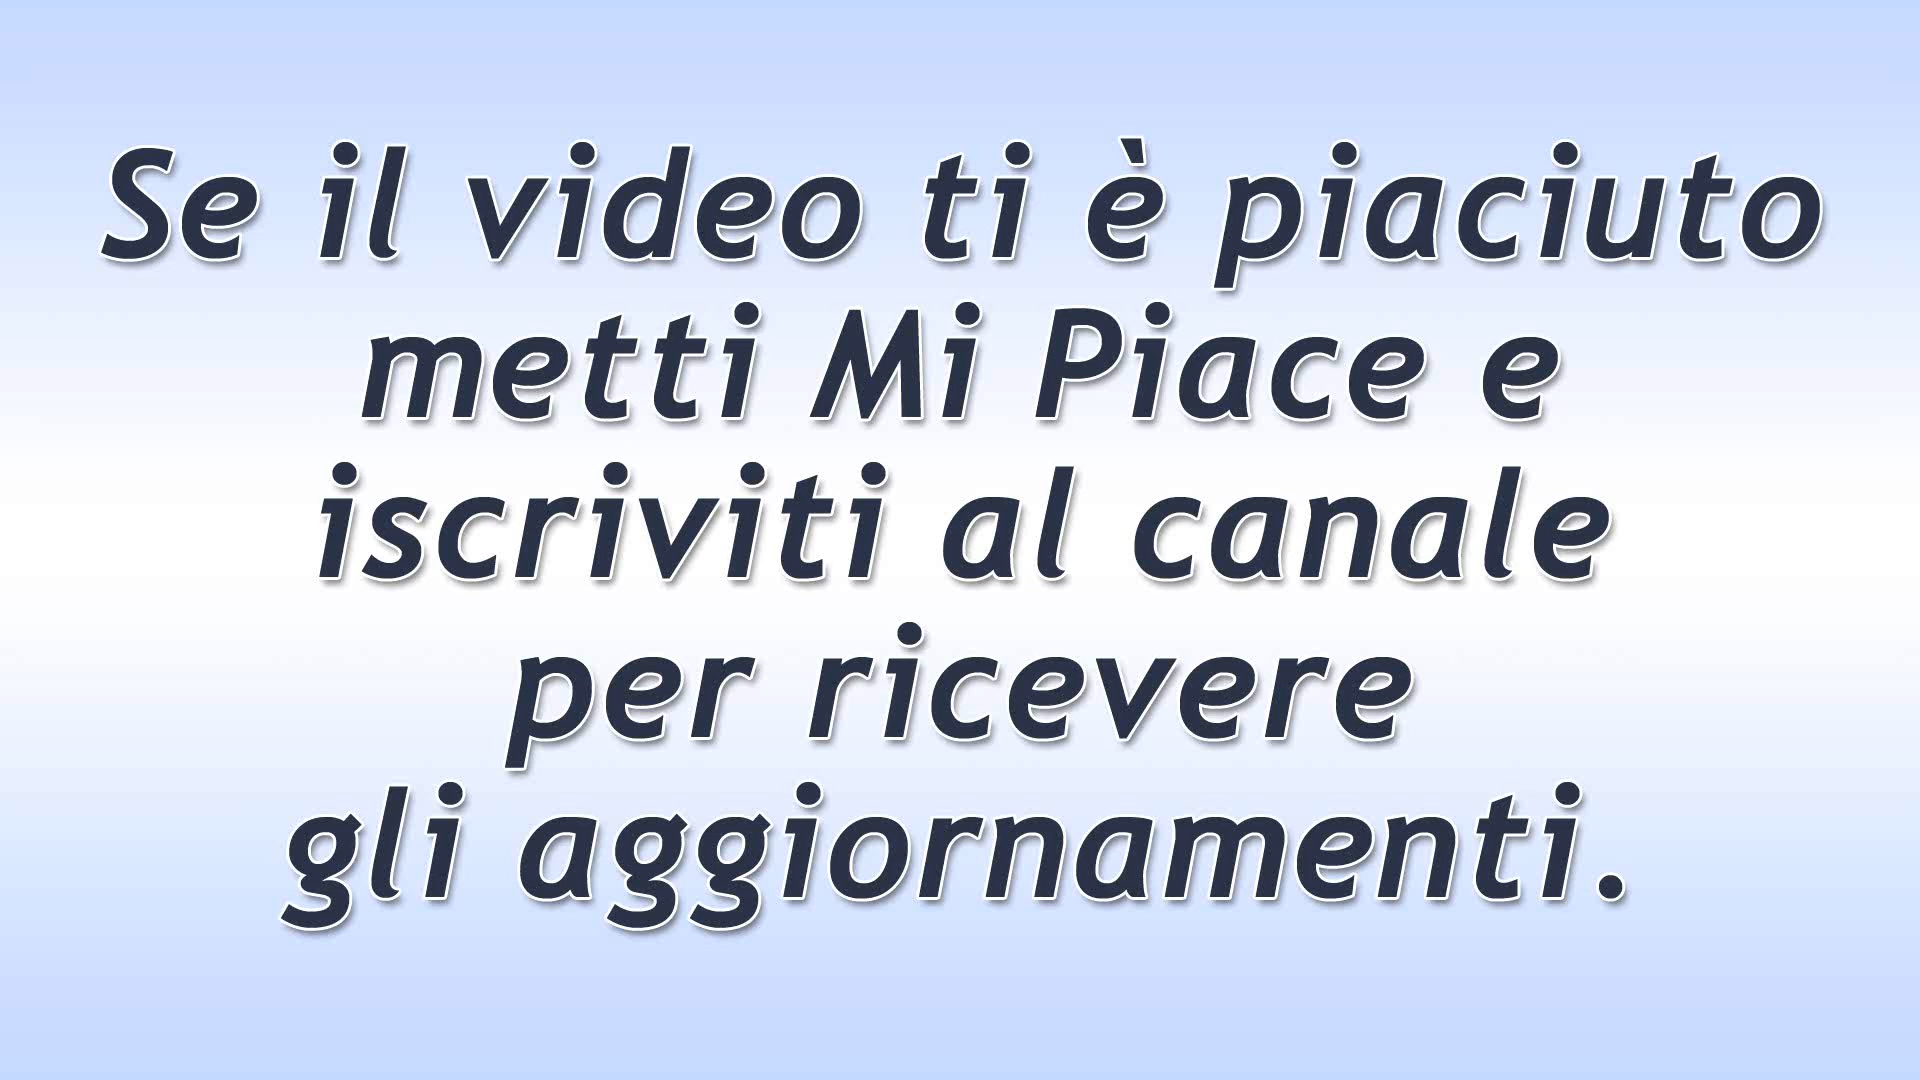 Se il video ti è piaciuto
metti Mi Piace e
iscriviti al canale
per ricevere
gli aggiornamenti.